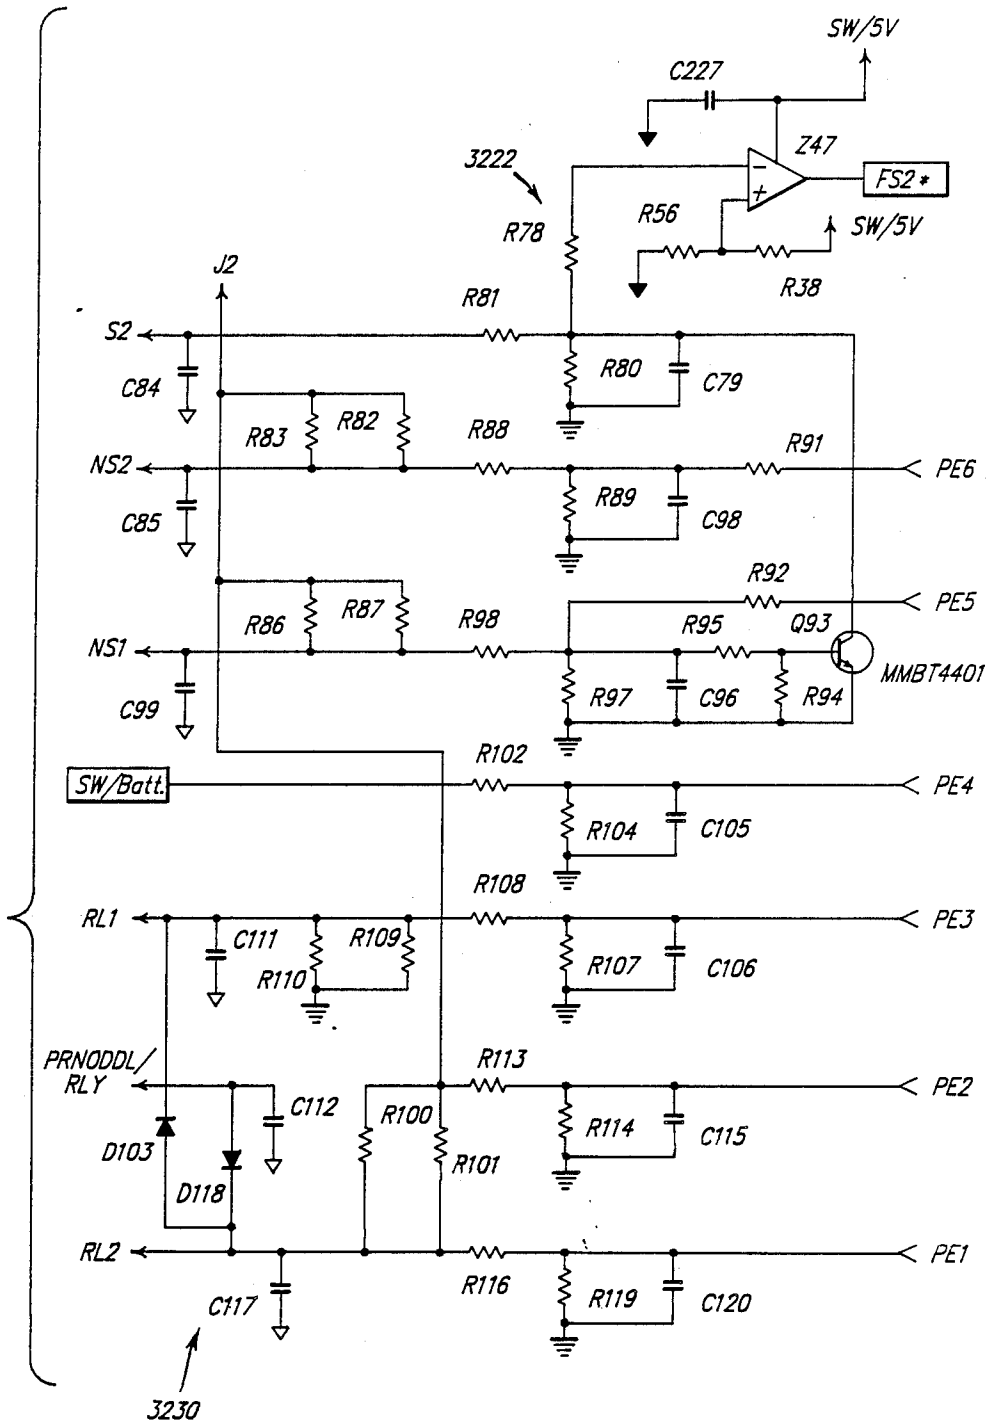 SW/5V
C227
Z47
3222
FS2*
R56
SW/5V
R78
J2
R38
R81
S2
R80
C84
C79
R83
R82
R88
R91
NS2
PE6
R89
C85
C98
R92
PE5
R86
R87
R98
R95
Q93
NS1
MMBT4401
R97
C96
R94
C99
R102
SW/Batt.
PE4
R104
C105
R108
RL1
PE3
C111
R109
R110
R107
C106
PRNODDL/
RLY
R113
PE2
C112
R100
R114
C115
D103
R101
D118
RL2
PE1
R116
C117
R119
C120
3230